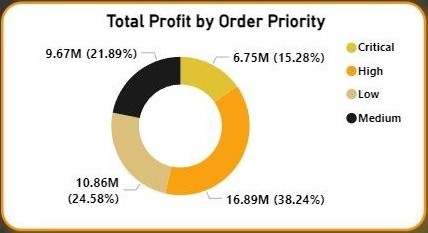 Total Profit by Order Priority
9.67M (21.89%)
6.75M (15.28%)
10.86M
(24.58%)
16.89M (38.24%)
Critical
High
Low
Medium